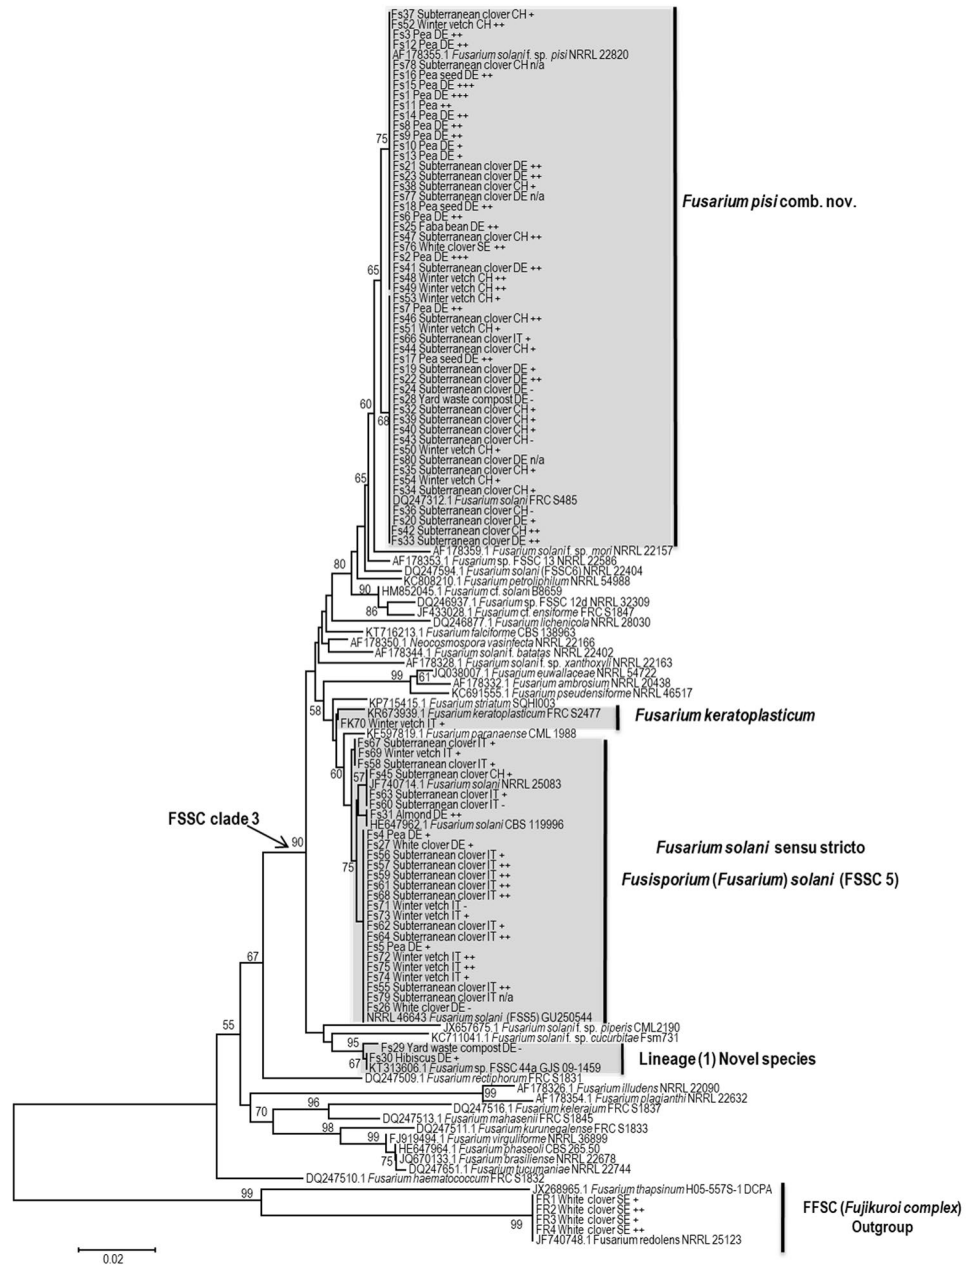 Fs37 Subterranean clover CH +
Fs52 Winter vetch CH ++
Fs3 Pea DE ++
Fs12 Pea DE ++
AF178355.1 Fusarium solani f. sp. pisi NRRL 22820
Fs78 Subterranean clover CH n/a
Fs16 Pea seed DE ++
Fs15 Pea DE +++
Fs1 Pea DE +++
Fs11 Pea ++
Fs14 Pea DE ++
Fs8 Pea DE ++
75
Fs9 Pea DE ++
Fs10 Pea DE +
Fs13 Pea DE +
Fs21 Subterranean clover DE ++
Fs23 Subterranean clover DE ++
Fs38 Subterranean clover CH +
Fs77 Subterranean clover DE n/a
Fusarium pisi comb. nov.
Fs18 Pea seed DE ++
Fs6 Pea DE ++
Fs25 Faba bean DE ++
Fs47 Subterranean clover CH ++
Fs76 White clover SE ++
Fs2 Pea DE +++
65
Fs41 Subterranean clover DE ++
Fs48 Winter vetch CH ++
Fs49 Winter vetch CH ++
Fs53 Winter vetch CH +
Fs7 Pea DE ++
Fs46 Subterranean clover CH ++
Fs51 Winter vetch CH +
Fs66 Subterranean clover IT +
Fs44 Subterranean clover CH +
Fs17 Pea seed DE ++
Fs19 Subterranean clover DE +
Fs22 Subterranean clover DE ++
Fs24 Subterranean clover DE -
Fs28 Yard waste compost DE -
60
Fs32 Subterranean clover CH +
Fs39 Subterranean clover CH +
68
Fs40 Subterranean clover CH +
Fs43 Subterranean clover CH -
Fs50 Winter vetch CH +
Fs80 Subterranean clover DE n/a
Fs35 Subterranean clover CH +
65
Fs54 Winter vetch CH +
Fs34 Subterranean clover CH +
DQ247312.1 Fusarium solani FRC S485
Fs36 Subterranean clover CH -
Fs20 Subterranean clover DE +
Fs42 Subterranean clover CH ++
Fs33 Subterranean clover DE ++
AF178359.1 Fusarium solani f. sp. mori NRRL 22157
AF178353.1 Fusarium sp. FSSC 13 NRRL 22586
80
DQ247594.1 Fusarium solani (FSSC6) NRRL 22404
KC808210.1 Fusarium petroliphilum NRRL 54988
90
HM852045.1 Fusarium cf. solani B8659
DQ246937.1 Fusarium sp. FSSC 12d NRRL 32309
86
JF433028.1 Fusarium cf. ensiforme FRC S1847
DQ246877.1 Fusarium lichenicola NRRL 28030
KT716213.1 Fusarium falciforme CBS 138963
AF178350.1 Neocosmospora vasinfecta NRRL 22166
AF178344.1 Fusarium solani f. batatas NRRL 22402
AF178328.1 Fusarium solani f. sp. xanthoxyli NRRL 22163
99
61
JQ038007.1 Fusarium euwallaceae NRRL 54722
AF178332.1 Fusarium ambrosium NRRL 20438
KC691555.1 Fusarium pseudensiforme NRRL 46517
58
KP715415.1 Fusarium striatum SQHI003
KR673939.1 Fusarium keratoplasticum FRC S2477
Fusarium keratoplasticum
FK70 Winter vetch IT +
KF597819.1 Fusarium paranaense CML 1988
Fs67 Subterranean clover IT +
Fs69 Winter vetch IT +
Fs58 Subterranean clover IT +
60
57
Fs45 Subterranean clover CH +
JF740714.1 Fusarium solani NRRL 25083
Fs63 Subterranean clover IT +
Fs60 Subterranean clover IT -
Fs31 Almond DE ++
FSSC clade 3
HE647962.1 Fusarium solani CBS 119996
Fs4 Pea DE +
90
Fs27 White clover DE +
Fusarium solani sensu stricto
Fs56 Subterranean clover IT +
Fs57 Subterranean clover IT ++
75
Fs59 Subterranean clover IT ++
Fusisporium (Fusarium) solani (FSSC 5)
Fs61 Subterranean clover IT ++
Fs68 Subterranean clover IT ++
Fs71 Winter vetch IT -
Fs73 Winter vetch IT +
Fs62 Subterranean clover IT +
Fs64 Subterranean clover IT ++
Fs5 Pea DE +
67
Fs72 Winter vetch IT ++
Fs75 Winter vetch IT ++
Fs74 Winter vetch IT +
Fs55 Subterranean clover IT ++
Fs79 Subterranean clover IT n/a
Fs26 White clover DE -
NRRL 46643 Fusarium solani (FSS5) GU250544
55
JX657675.1 Fusarium solani f. sp. piperis CML2190
KC711041.1 Fusarium solani f. sp. cucurbitae Fsm731
95
Fs29 Yard waste compost DE -
Fs30 Hibiscus DE +
Lineage (1) Novel species
67
KT313606.1 Fusarium sp. FSSC 44a GJS 09-1459
DQ247509.1 Fusarium rectiphorum FRC S1831
AF178326.1 Fusarium illudens NRRL 22090
99
AF178354.1 Fusarium plagianthi NRRL 22632
96
DQ247516.1 Fusarium kelerajum FRC S1837
70
DQ247513.1 Fusarium mahasenii FRC S1845
98
DQ247511.1 Fusarium kurunegalense FRC S1833
99
FJ919494.1 Fusarium virguliforme NRRL 36899
HE647964.1 Fusarium phaseoli CBS 265.50
75
JQ670133.1 Fusarium brasiliense NRRL 22678
DQ247651.1 Fusarium tucumaniae NRRL 22744
DQ247510.1 Fusarium haematococcum FRC S1832
99
JX268965.1 Fusarium thapsinum H05-557S-1 DCPA
FR1 White clover SE +
FR2 White clover SE ++
FFSC (Fujikuroi complex)
Outgroup
99
FR3 White clover SE +
FR4 White clover SE ++
JF740748.1 Fusarium redolens NRRL 25123
0.02